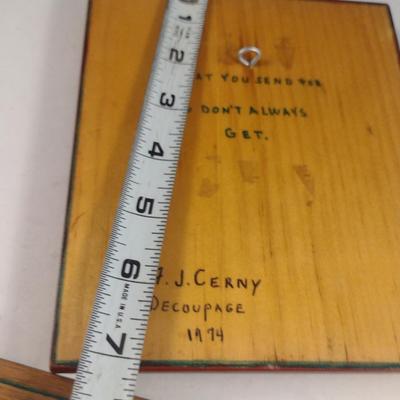 1
2
3
4
5
6
MADE IN U.S.A.
7
AT YOU SEND FOR
DON'T ALWAYS
GET.
J. CERNY
DECOUPAGE
1974